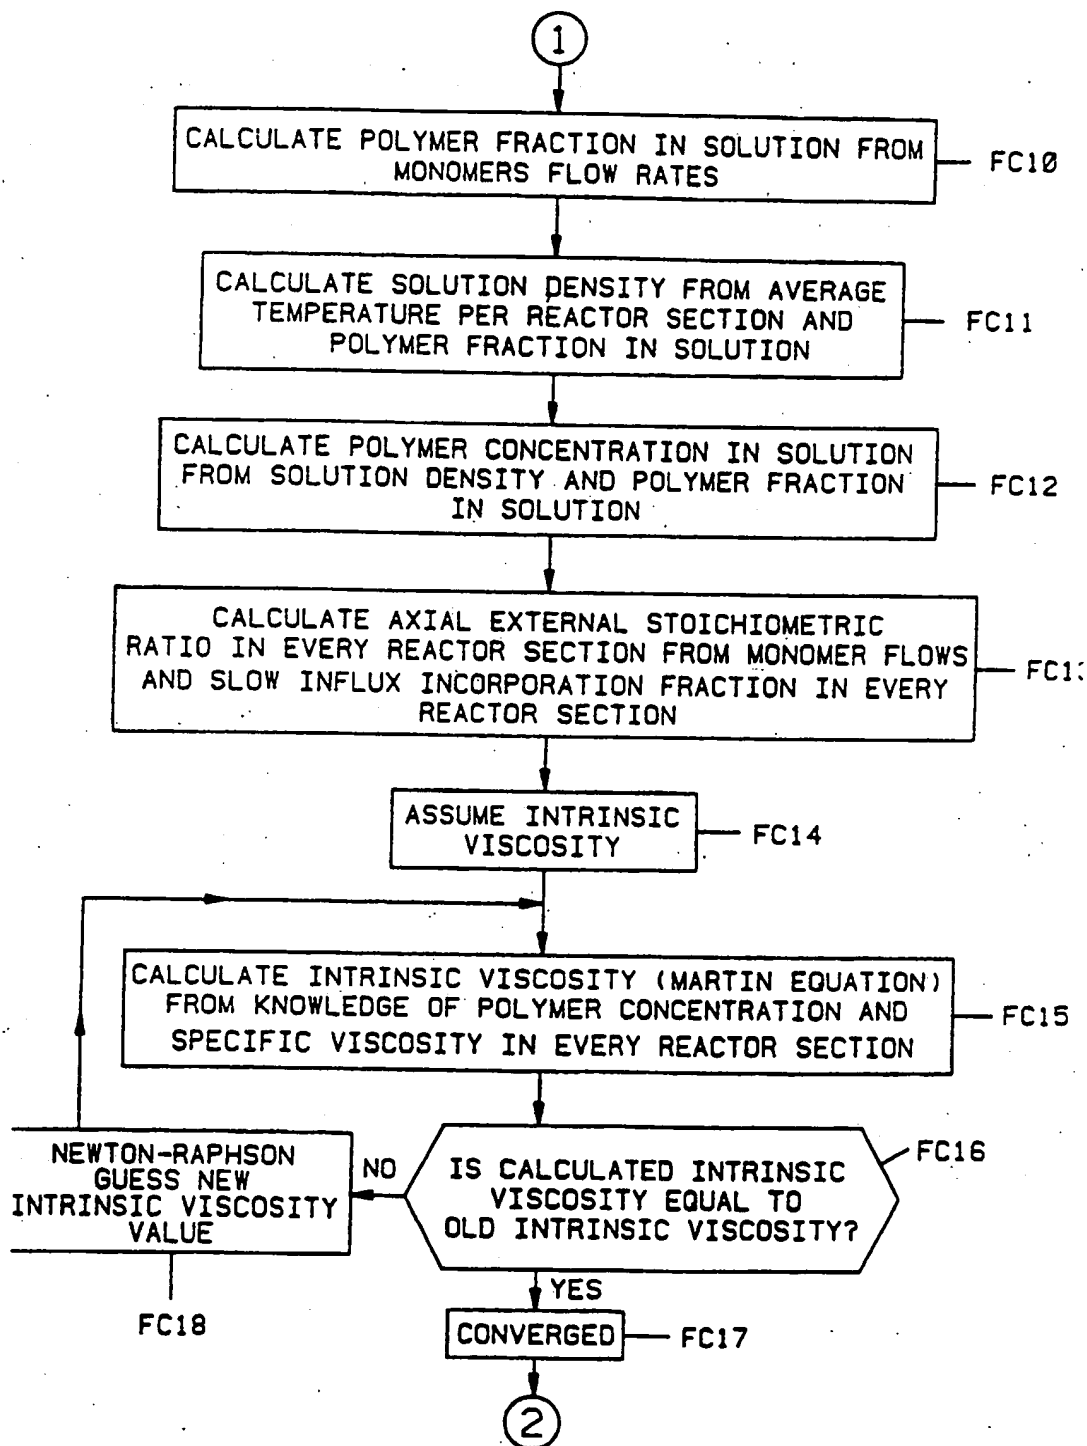 1
CALCULATE POLYMER FRACTION IN SOLUTION FROM
MONOMERS FLOW RATES
FC10
CALCULATE SOLUTION DENSITY FROM AVERAGE
TEMPERATURE PER REACTOR SECTION AND
POLYMER FRACTION IN SOLUTION
FC11
CALCULATE POLYMER CONCENTRATION IN SOLUTION
FROM SOLUTION DENSITY AND POLYMER FRACTION
IN SOLUTION
FC12
CALCULATE AXIAL EXTERNAL STOICHIOMETRIC
RATIO IN EVERY REACTOR SECTION FROM MONOMER FLOWS
AND SLOW INFLUX INCORPORATION FRACTION IN EVERY
REACTOR SECTION
FC13
ASSUME INTRINSIC
VISCOSITY
FC14
CALCULATE INTRINSIC VISCOSITY (MARTIN EQUATION)
FROM KNOWLEDGE OF POLYMER CONCENTRATION AND
SPECIFIC VISCOSITY IN EVERY REACTOR SECTION
FC15
IS CALCULATED INTRINSIC
VISCOSITY EQUAL TO
OLD INTRINSIC VISCOSITY?
FC16
NO
NEWTON-RAPHSON
GUESS NEW
INTRINSIC VISCOSITY
VALUE
FC18
YES
CONVERGED
FC17
2